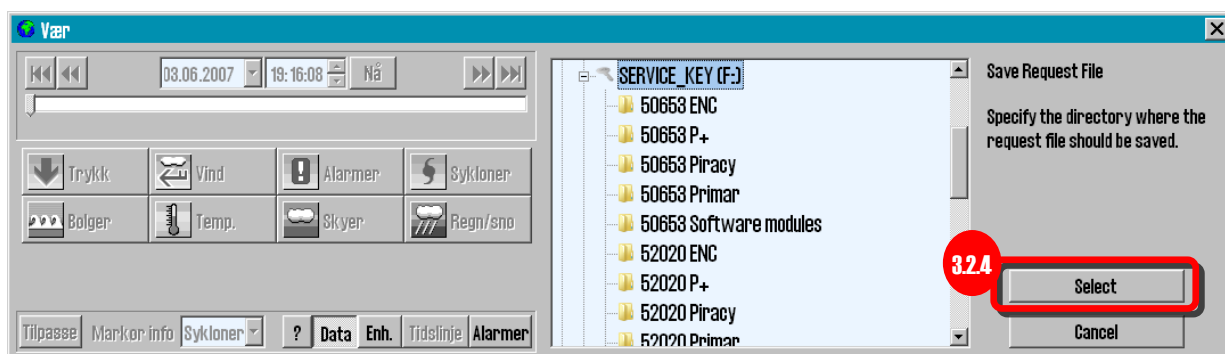 Vær
03.06.2007 19:16:08 Nå
Trykk Vind Alarmer Sykloner
Bolger Temp. Skyer Regn/sno
Tilpasse Markor info Sykloner ? Data Enh. Tidslinje Alarmer
SERVICE_KEY (F:)
50653 ENC
50653 P+
50653 Piracy
50653 Primar
50653 Software modules
52020 ENC
52020 P+
52020 Piracy
52020 Primar
Save Request File
Specify the directory where the
request file should be saved.
3.2.4
Select
Cancel